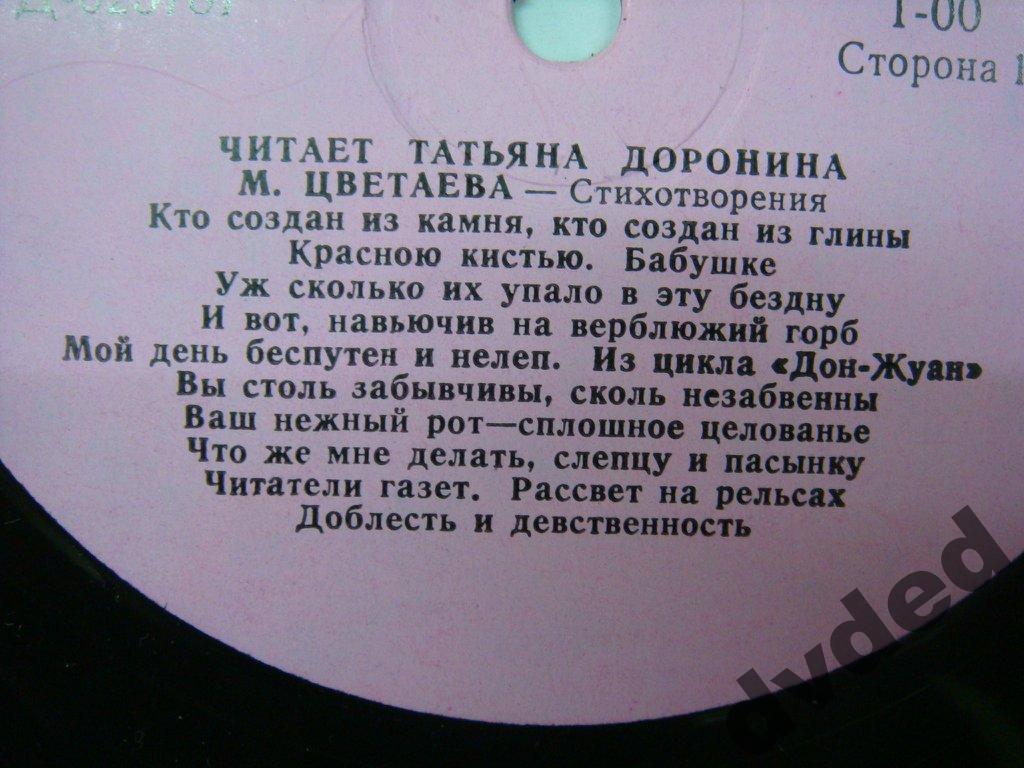 1-00
Сторона 1
ЧИТАЕТ ТАТЬЯНА ДОРОНИНА
М. ЦВЕТАЕВА — Стихотворения
Кто создан из камня, кто создан из глины
Красною кистью. Бабушке
Уж сколько их упало в эту бездну
И вот, навьючив на верблюжий горб
Мой день беспутен и нелеп. Из цикла «Дон-Жуан»
Вы столь забывчивы, сколь незабвенны
Ваш нежный рот—сплошное целованье
Что же мне делать, слепцу и пасынку
Читатели газет. Рассвет на рельсах
Доблесть и девственность
dvded